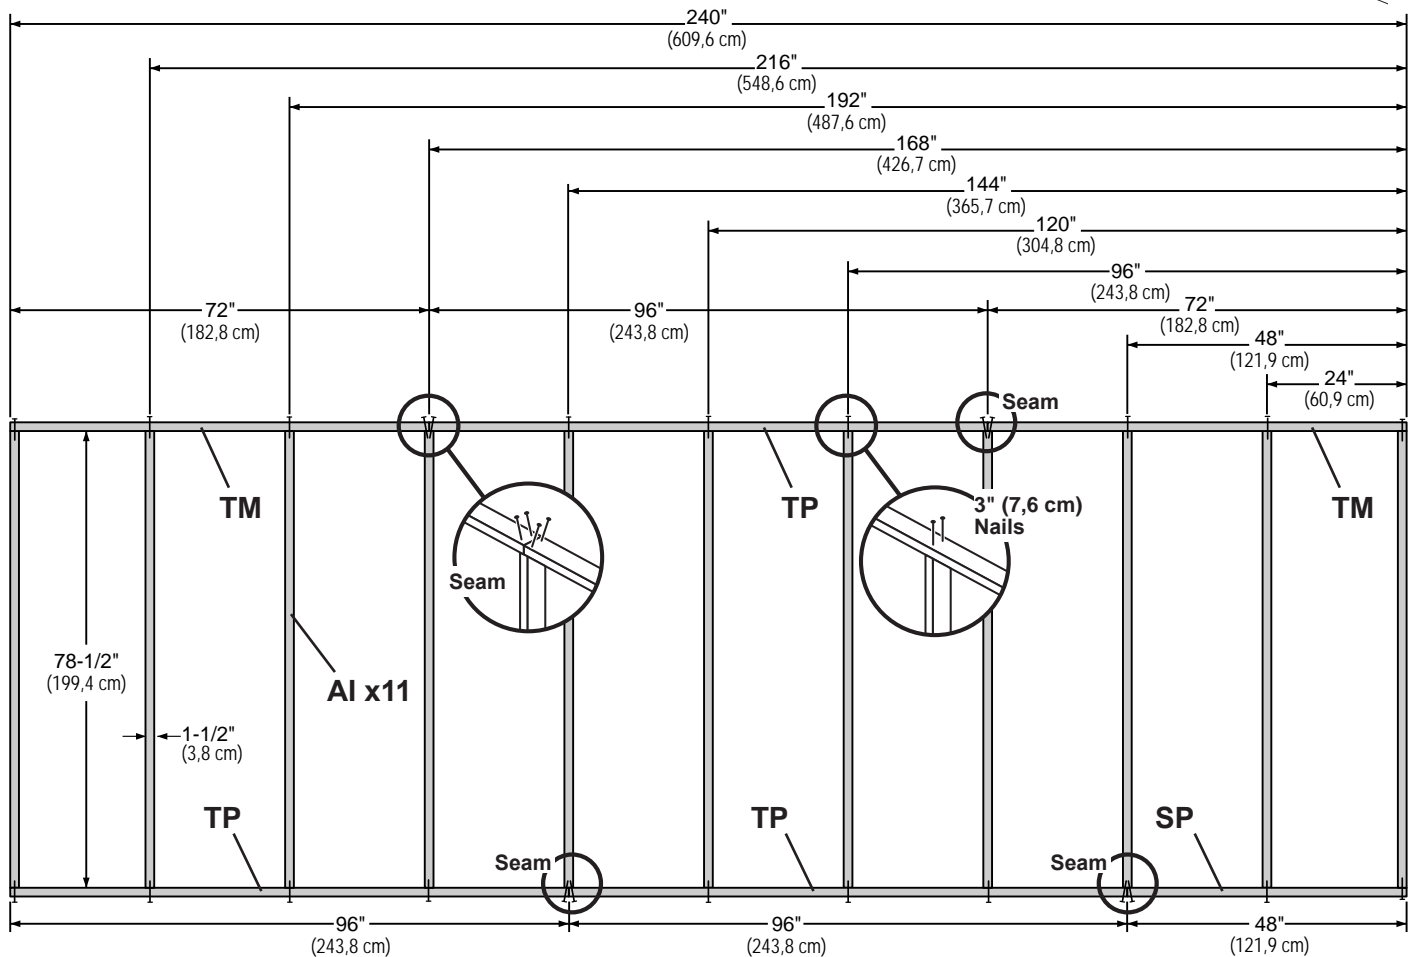 240"
(609,6 cm)
216"
(548,6 cm)
192"
(487,6 cm)
168"
(426,7 cm)
144"
(365,7 cm)
120"
(304,8 cm)
96"
(243,8 cm)
72"
(182,8 cm)
96"
(243,8 cm)
72"
(182,8 cm)
48"
(121,9 cm)
24"
(60,9 cm)
Seam
TM
TP
TM
3" (7,6 cm)
Nails
Seam
78-1/2"
(199,4 cm)
AI x11
1-1/2"
(3,8 cm)
TP
TP
SP
Seam
Seam
96"
(243,8 cm)
96"
(243,8 cm)
48"
(121,9 cm)